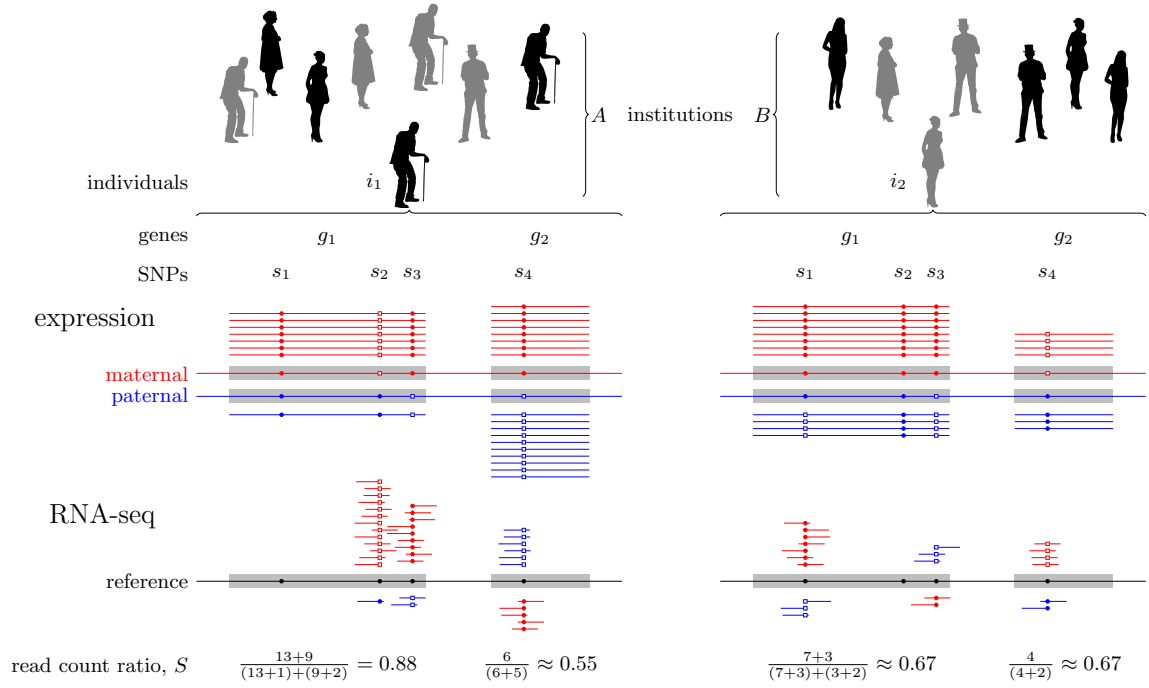 A institutions B
individuals i₁ i₂
genes g₁ g₂ g₁ g₂
SNPs s₁ s₂ s₃ s₄ s₁ s₂ s₃ s₄
expression
maternal
paternal
RNA-seq
reference
read count ratio, S 13+9/(13+1)+(9+2) = 0.88 6/(6+5) ≈ 0.55 7+3/(7+3)+(3+2) ≈ 0.67 4/(4+2) ≈ 0.67